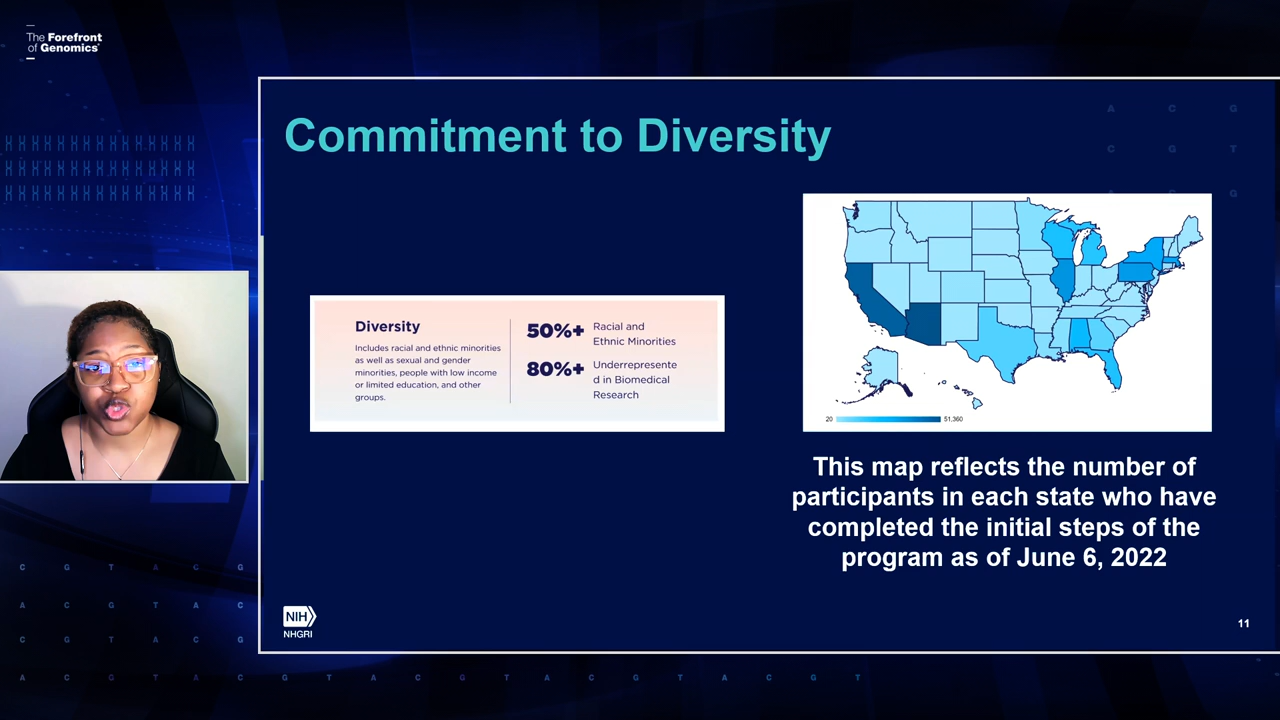 The Forefront
of Genomics®
Commitment to Diversity
A C G
C G T
A C G
Diversity
Includes racial and ethnic minorities
as well as sexual and gender
minorities, people with low income
or limited education, and other
groups.
50%+ Racial and
Ethnic Minorities
80%+ Underrepresente
d in Biomedical
Research
20 51,360
This map reflects the number of
participants in each state who have
completed the initial steps of the
program as of June 6, 2022
NIH
NHGRI
11
C G T A C G
A C G T A C
C G T A C G
A C G T A C G T A C G T A C G T A C G T